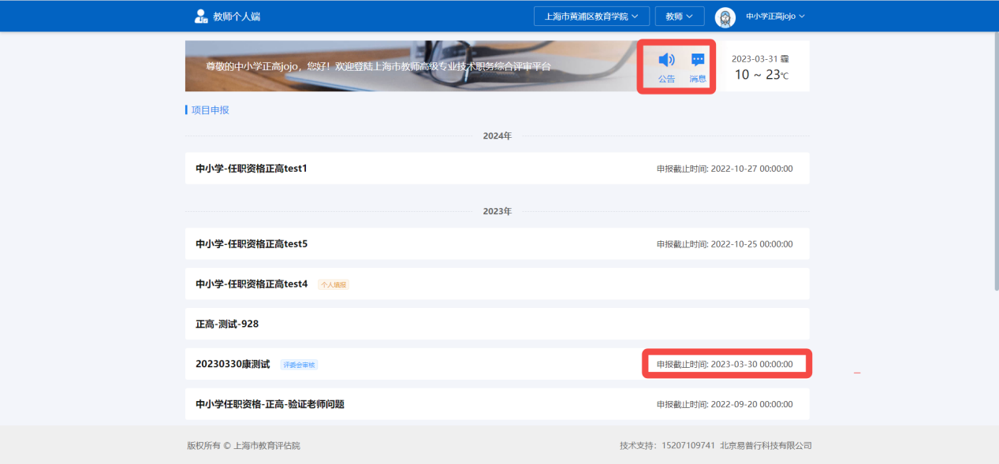 教师个人端
上海市黄浦区教育学院
教师
中小学正高jojo
尊敬的中小学正高jojo，您好！欢迎登陆上海市教师高级专业技术职务综合评审平台
公告
消息
2023-03-31 霾
10 ~ 23℃
项目申报
2024年
中小学-任职资格正高test1
申报截止时间: 2022-10-27 00:00:00
2023年
中小学-任职资格正高test5
申报截止时间: 2022-10-25 00:00:00
中小学-任职资格正高test4
个人填报
正高-测试-928
20230330康测试
评委会审核
申报截止时间: 2023-03-30 00:00:00
中小学任职资格-正高-验证老师问题
申报截止时间: 2022-09-20 00:00:00
版权所有 © 上海市教育评估院
技术支持：15207109741 北京易普行科技有限公司